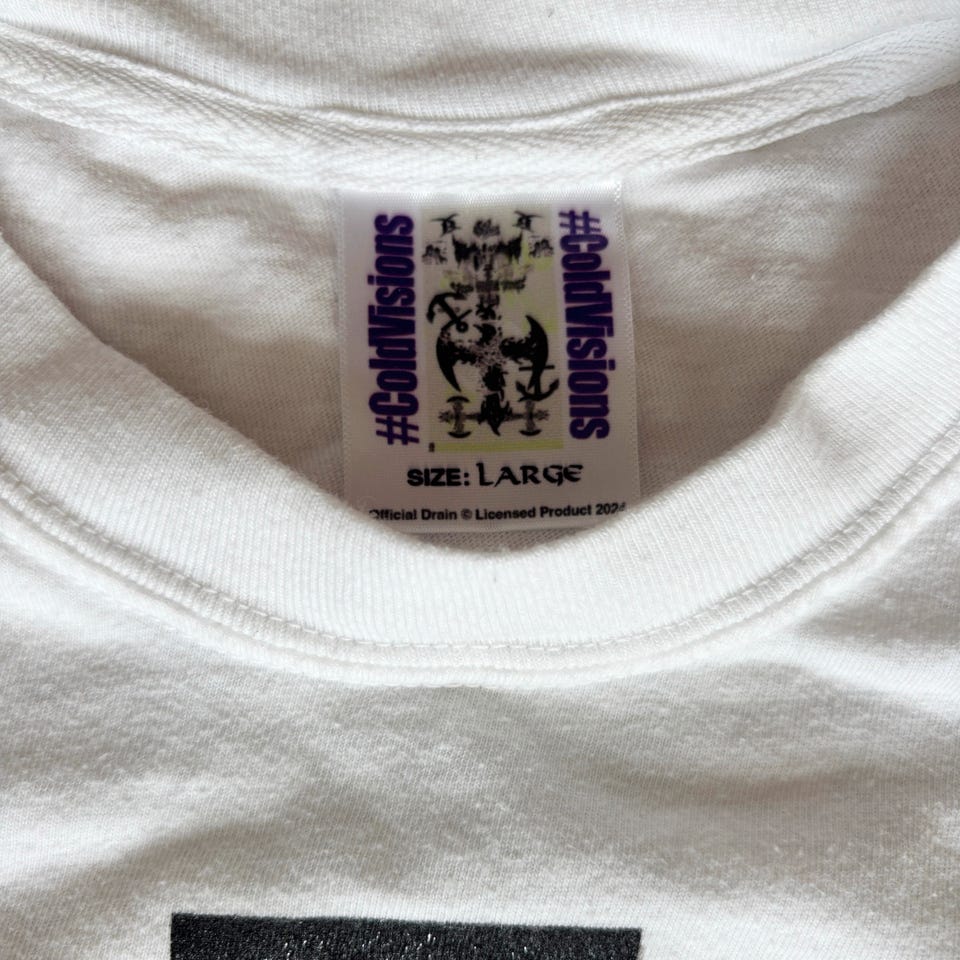 #ColdVisions
#ColdVisions
SIZE: LARGE
Official Drain © Licensed Product 2024